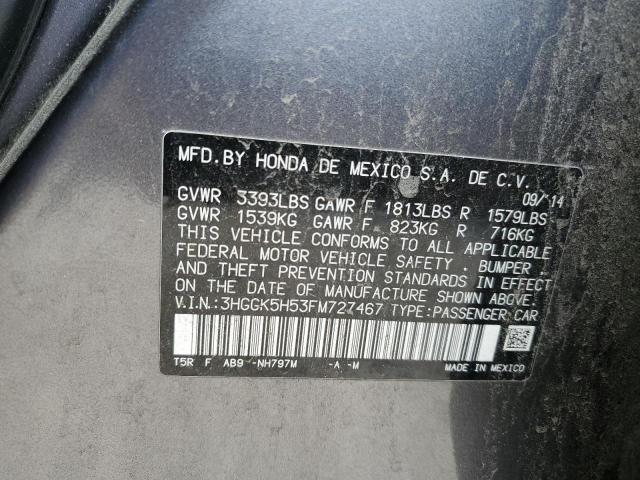 MFD.BY HONDA DE MEXICO S.A. DE C.V.
09/14
GVWR 3393LBS GAWR F 1813LBS R 1579LBS
GVWR 1539KG GAWR F 823KG R 716KG
THIS VEHICLE CONFORMS TO ALL APPLICABLE
FEDERAL MOTOR VEHICLE SAFETY, BUMPER,
AND THEFT PREVENTION STANDARDS IN EFFECT
ON THE DATE OF MANUFACTURE SHOWN ABOVE.
V.I.N.:3HGGK5H53FM727467 TYPE:PASSENGER CAR
T5R F AB9 -NH797M -A -M
MADE IN MEXICO